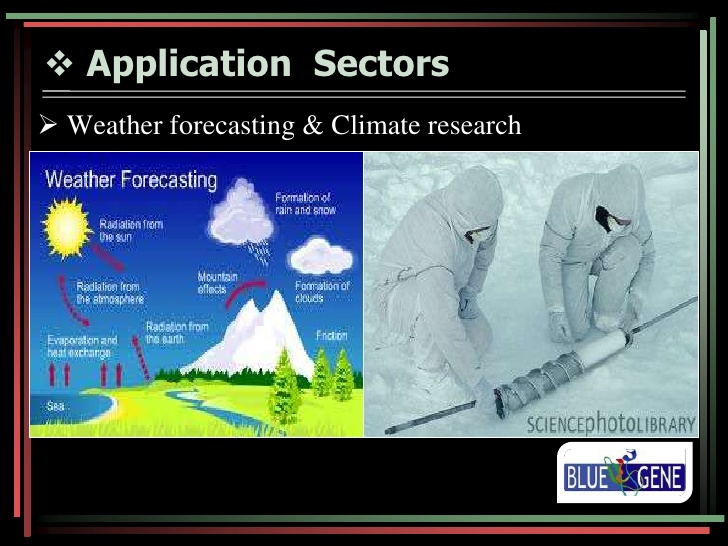 ❖ Application Sectors
➢ Weather forecasting & Climate research
Weather Forecasting
Formation of
rain and snow
Radiation from
the sun
Mountain
effects
Formation of
clouds
Radiation from
the atmosphere
Radiation from
the earth
Friction
Evaporation and
heat exchange
Sea
SCIENCEphotoLIBRARY
BLUE GENE